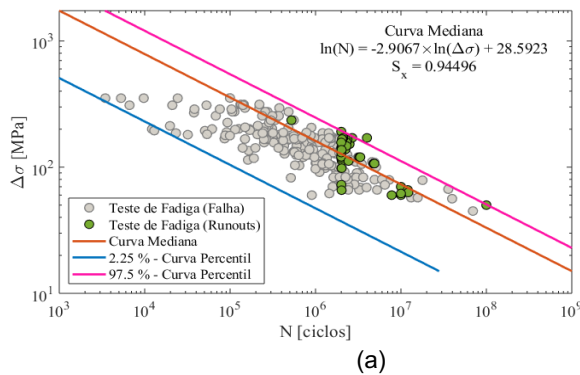 Curva Mediana
ln(N) = -2.9067×ln(Δσ) + 28.5923
S_x = 0.94496
10³
10²
10¹
Δσ [MPa]
Teste de Fadiga (Falha)
Teste de Fadiga (Runouts)
Curva Mediana
2.25 % - Curva Percentil
97.5 % - Curva Percentil
10³ 10⁴ 10⁵ 10⁶ 10⁷ 10⁸ 10⁹
N [ciclos]
(a)